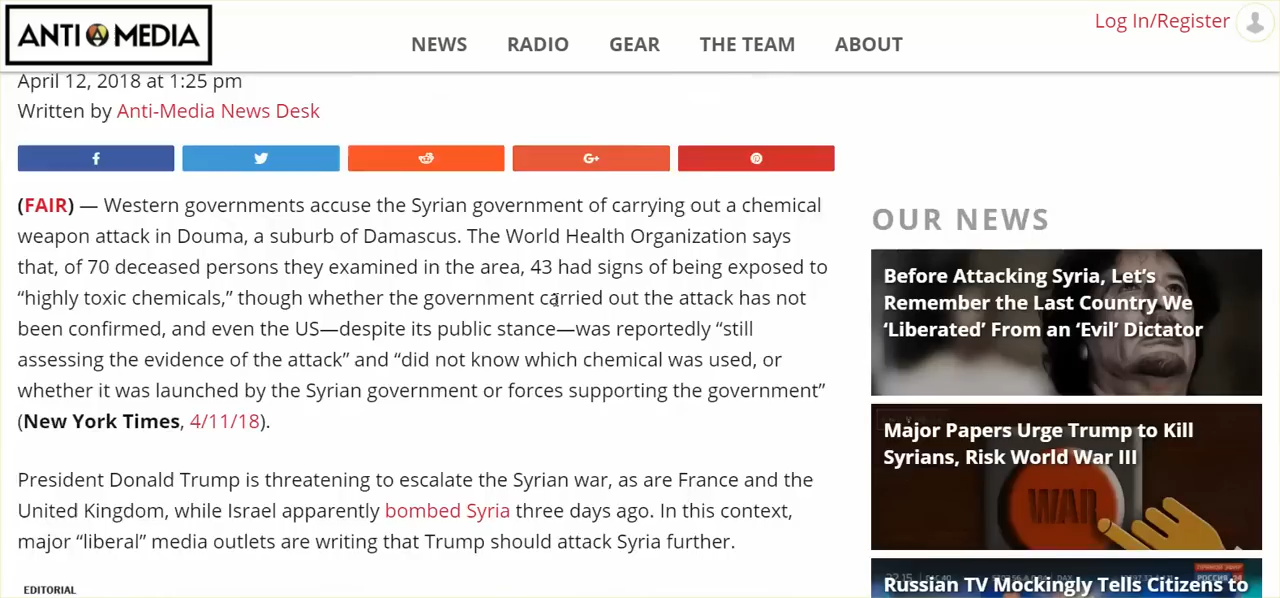 ANTI MEDIA
NEWS RADIO GEAR THE TEAM ABOUT
Log In/Register
April 12, 2018 at 1:25 pm
Written by Anti-Media News Desk
(FAIR) — Western governments accuse the Syrian government of carrying out a chemical
weapon attack in Douma, a suburb of Damascus. The World Health Organization says
that, of 70 deceased persons they examined in the area, 43 had signs of being exposed to
“highly toxic chemicals,” though whether the government carried out the attack has not
been confirmed, and even the US—despite its public stance—was reportedly “still
assessing the evidence of the attack” and “did not know which chemical was used, or
whether it was launched by the Syrian government or forces supporting the government”
(New York Times, 4/11/18).
President Donald Trump is threatening to escalate the Syrian war, as are France and the
United Kingdom, while Israel apparently bombed Syria three days ago. In this context,
major “liberal” media outlets are writing that Trump should attack Syria further.
EDITORIAL
OUR NEWS
Before Attacking Syria, Let’s
Remember the Last Country We
‘Liberated’ From an ‘Evil’ Dictator
Major Papers Urge Trump to Kill
Syrians, Risk World War III
WAR
Russian TV Mockingly Tells Citizens to